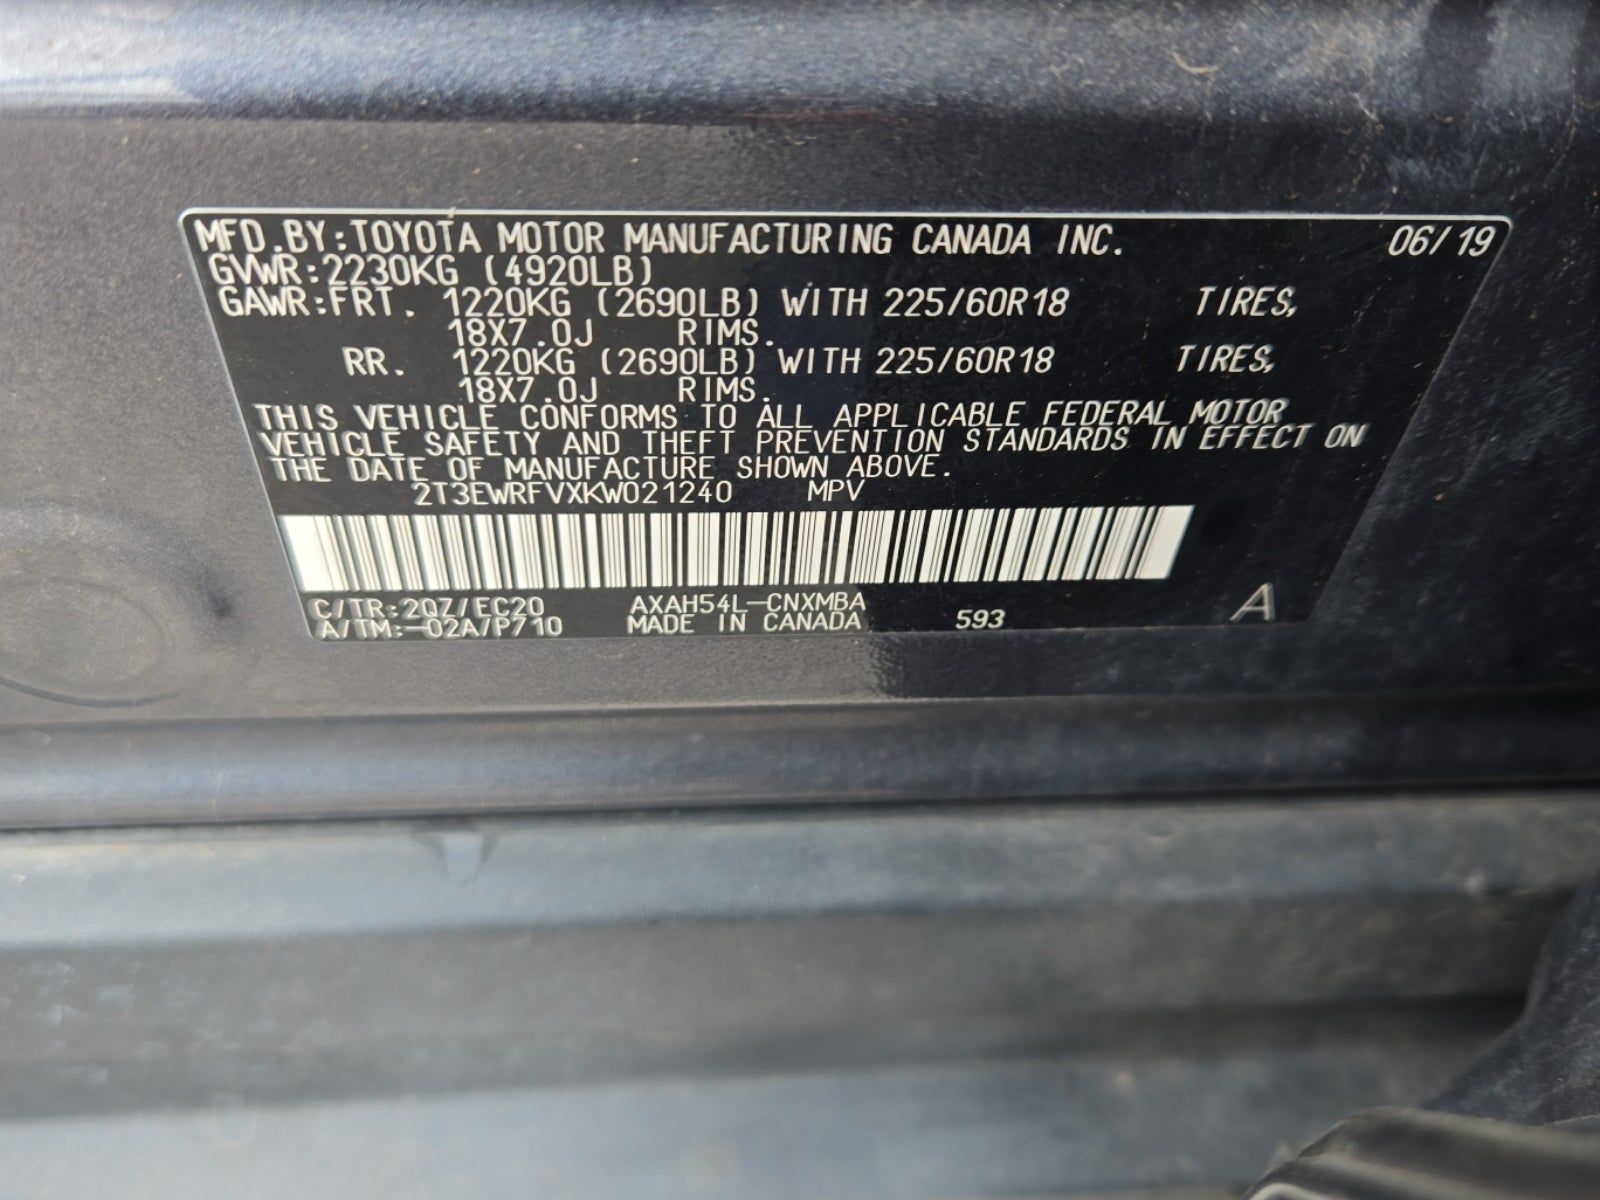 MFD.BY:TOYOTA MOTOR MANUFACTURING CANADA INC. 06/19
GVWR:2230KG (4920LB)
GAWR:FRT. 1220KG (2690LB) WITH 225/60R18 TIRES,
18X7.0J RIMS.
RR. 1220KG (2690LB) WITH 225/60R18 TIRES,
18X7.0J RIMS.
THIS VEHICLE CONFORMS TO ALL APPLICABLE FEDERAL MOTOR
VEHICLE SAFETY AND THEFT PREVENTION STANDARDS IN EFFECT ON
THE DATE OF MANUFACTURE SHOWN ABOVE.
2T3EWRFVXKW021240 MPV
C/TR:2QZ/EC20 AXAH54L-CNXMBA
A/TM:-02A/P710 MADE IN CANADA 593 A